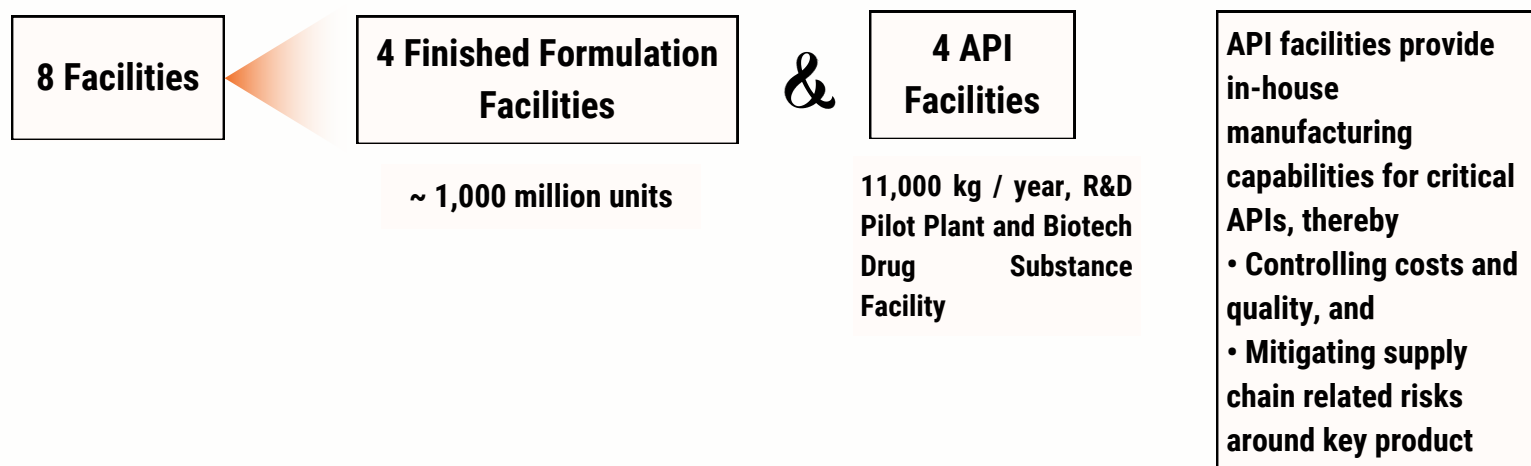 8 Facilities
4 Finished Formulation
Facilities
~ 1,000 million units
&
4 API
Facilities
11,000 kg / year, R&D
Pilot Plant and Biotech
Drug Substance
Facility
API facilities provide
in-house
manufacturing
capabilities for critical
APIs, thereby
• Controlling costs and
quality, and
• Mitigating supply
chain related risks
around key product